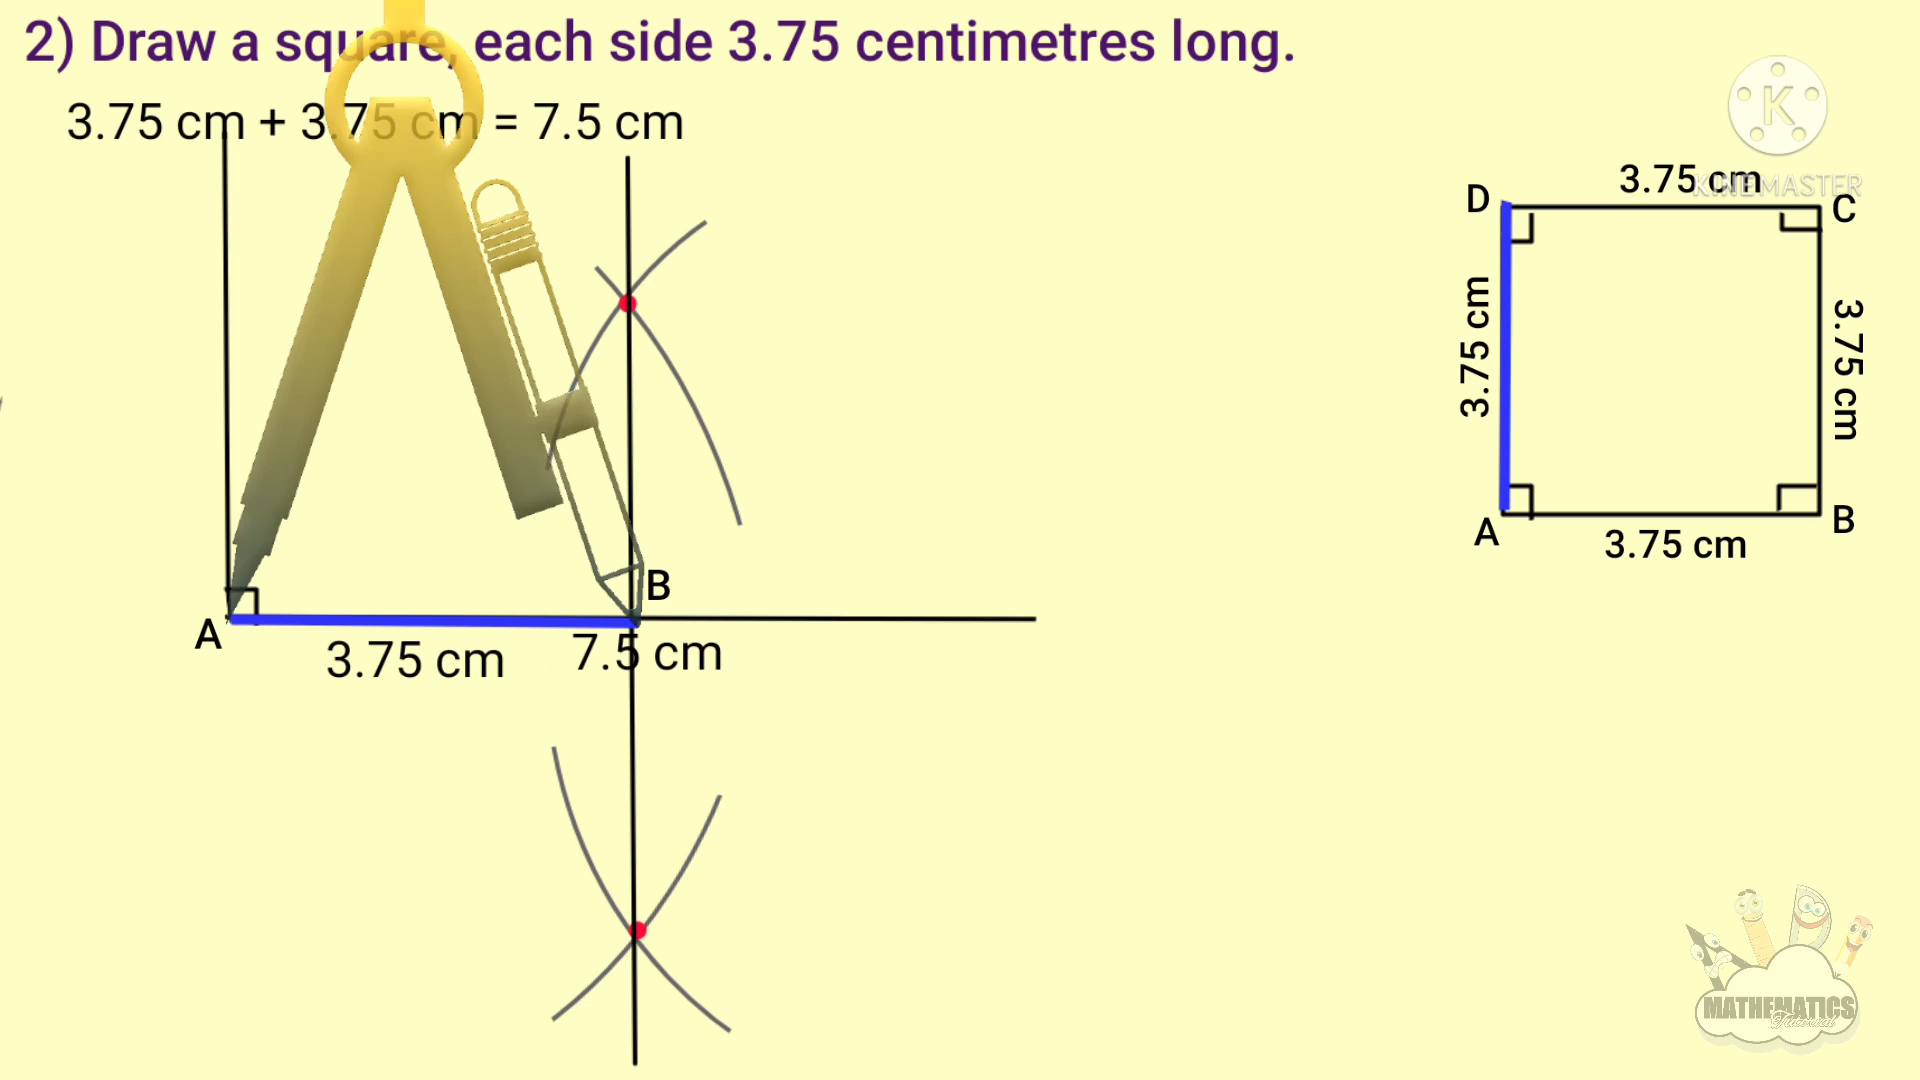 2) Draw a square, each side 3.75 centimetres long.
3.75 cm + 3.75 cm = 7.5 cm
K
KINEMASTER
3.75 cm
D
C
3.75 cm
3.75 cm
A
B
3.75 cm
B
A
3.75 cm
7.5 cm
MATHEMATICS
Tutorial